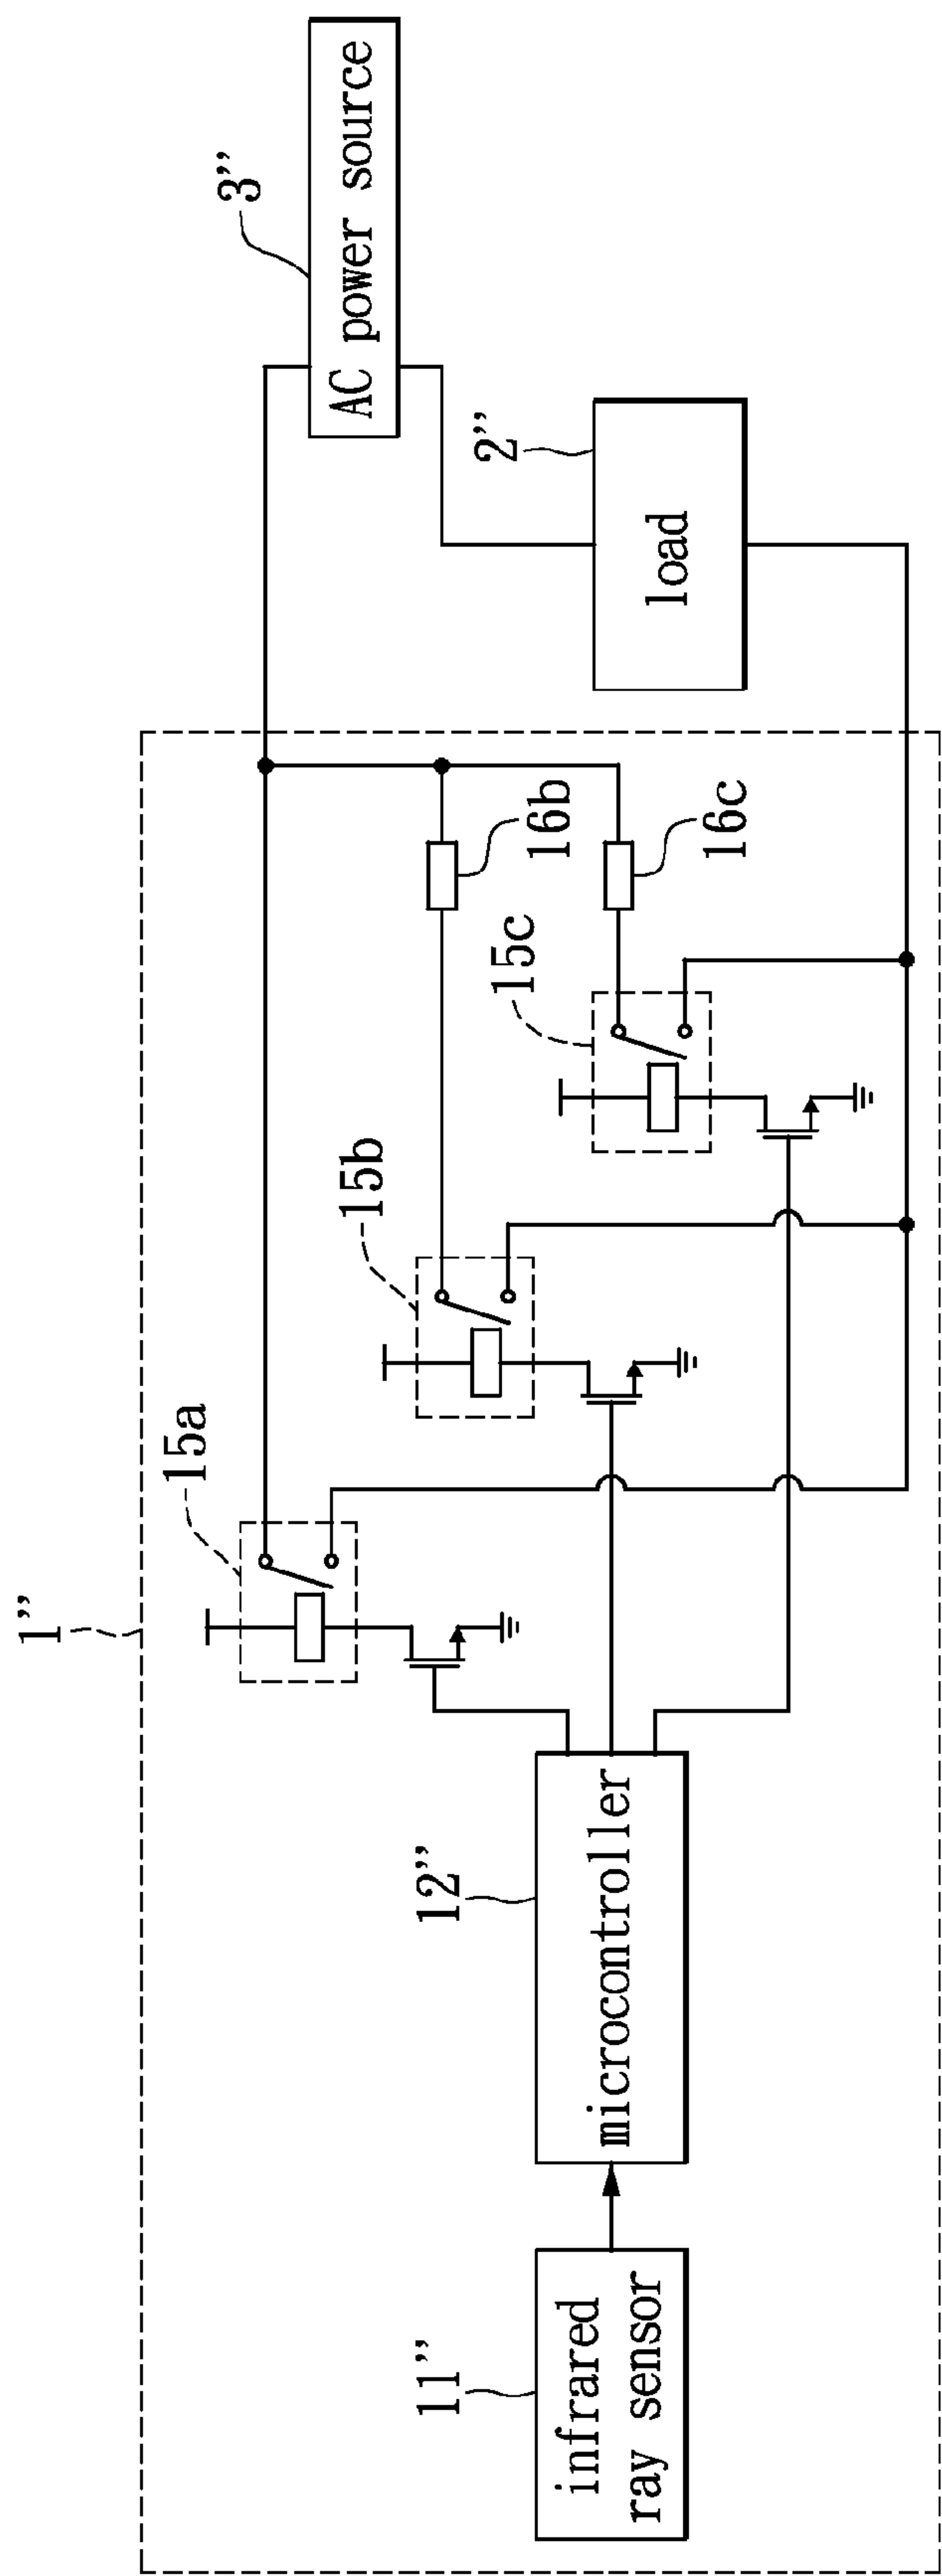 1”
11”
infrared
ray sensor
12”
microcontroller
15a
15b
15c
16b
16c
2”
load
3”
AC power source